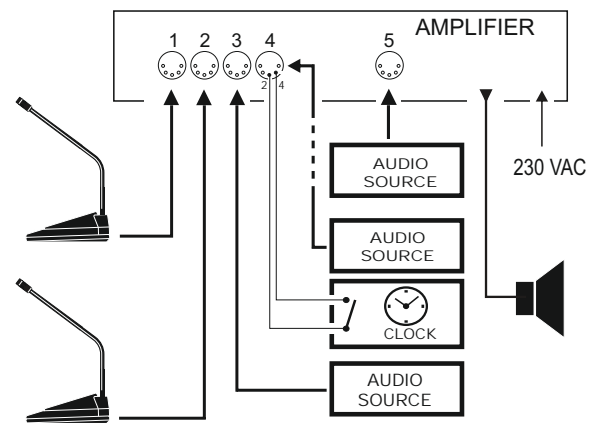 AMPLIFIER
1 2 3 4 5
2 4
AUDIO
SOURCE
230 VAC
AUDIO
SOURCE
CLOCK
AUDIO
SOURCE